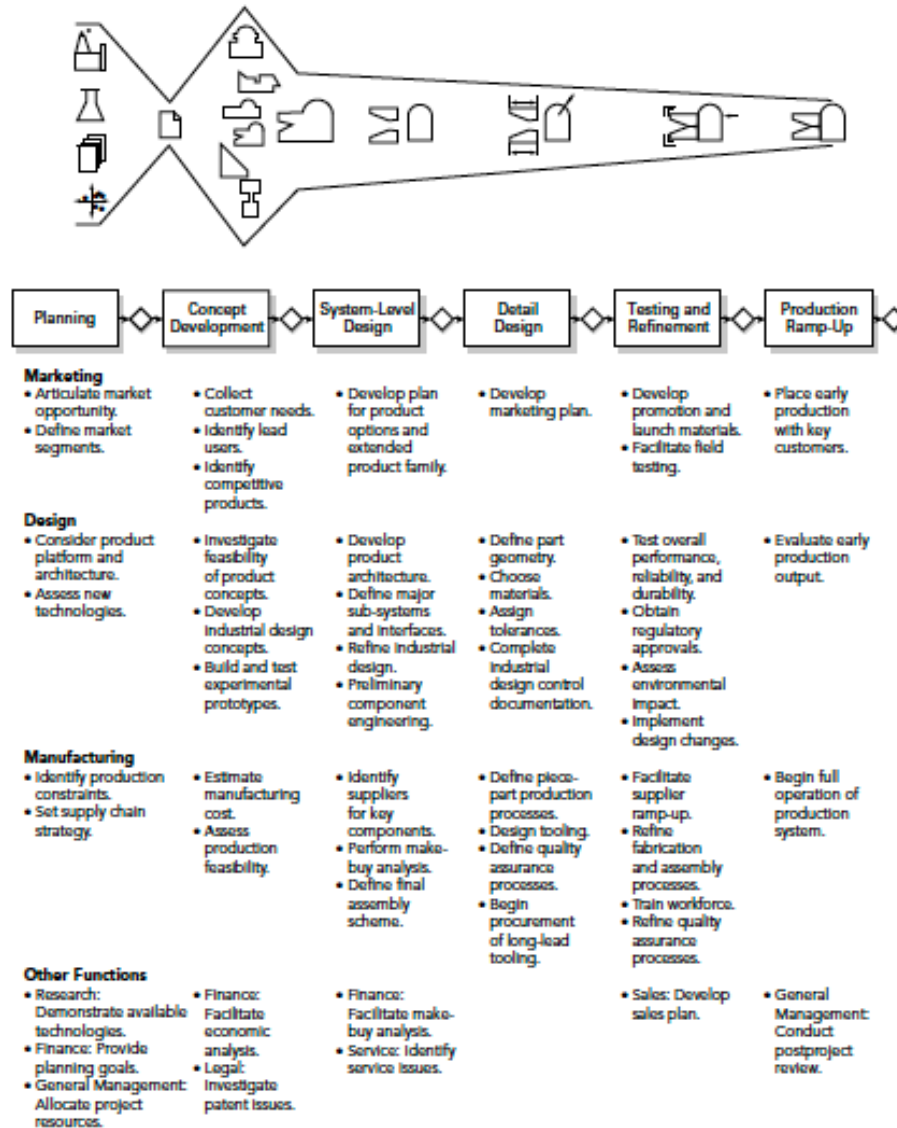 Planning
Concept
Development
System-Level
Design
Detail
Design
Testing and
Refinement
Production
Ramp-Up
Marketing
• Articulate market
opportunity.
• Define market
segments.
• Collect
customer needs.
• Identify lead
users.
• Identify
competitive
products.
• Develop plan
for product
options and
extended
product family.
• Develop
marketing plan.
• Develop
promotion and
launch materials.
• Facilitate field
testing.
• Place early
production
with key
customers.
Design
• Consider product
platform and
architecture.
• Assess new
technologies.
• Investigate
feasibility
of product
concepts.
• Develop
industrial design
concepts.
• Build and test
experimental
prototypes.
• Develop
product
architecture.
• Define major
sub-systems
and interfaces.
• Refine industrial
design.
• Preliminary
component
engineering.
• Define part
geometry.
• Choose
materials.
• Assign
tolerances.
• Complete
industrial
design control
documentation.
• Test overall
performance,
reliability, and
durability.
• Obtain
regulatory
approvals.
• Assess
environmental
impact.
• Implement
design changes.
• Evaluate early
production
output.
Manufacturing
• Identify production
constraints.
• Set supply chain
strategy.
• Estimate
manufacturing
cost.
• Assess
production
feasibility.
• Identify
suppliers
for key
components.
• Perform make-
buy analysis.
• Define final
assembly
scheme.
• Define piece-
part production
processes.
• Design tooling.
• Define quality
assurance
processes.
• Begin
procurement
of long-lead
tooling.
• Facilitate
supplier
ramp-up.
• Refine
fabrication
and assembly
processes.
• Train workforce.
• Refine quality
assurance
processes.
• Begin full
operation of
production
system.
Other Functions
• Research:
Demonstrate available
technologies.
• Finance: Provide
planning goals.
• General Management:
Allocate project
resources.
• Finance:
Facilitate
economic
analysis.
• Legal:
Investigate
patent issues.
• Finance:
Facilitate make-
buy analysis.
• Service: Identify
service issues.
• Sales: Develop
sales plan.
• General
Management:
Conduct
postproject
review.